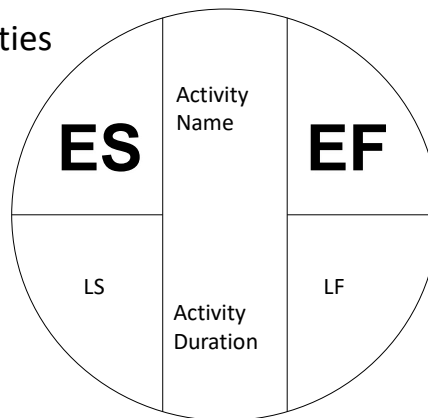 ties
Activity
Name
ES
EF
LS
LF
Activity
Duration